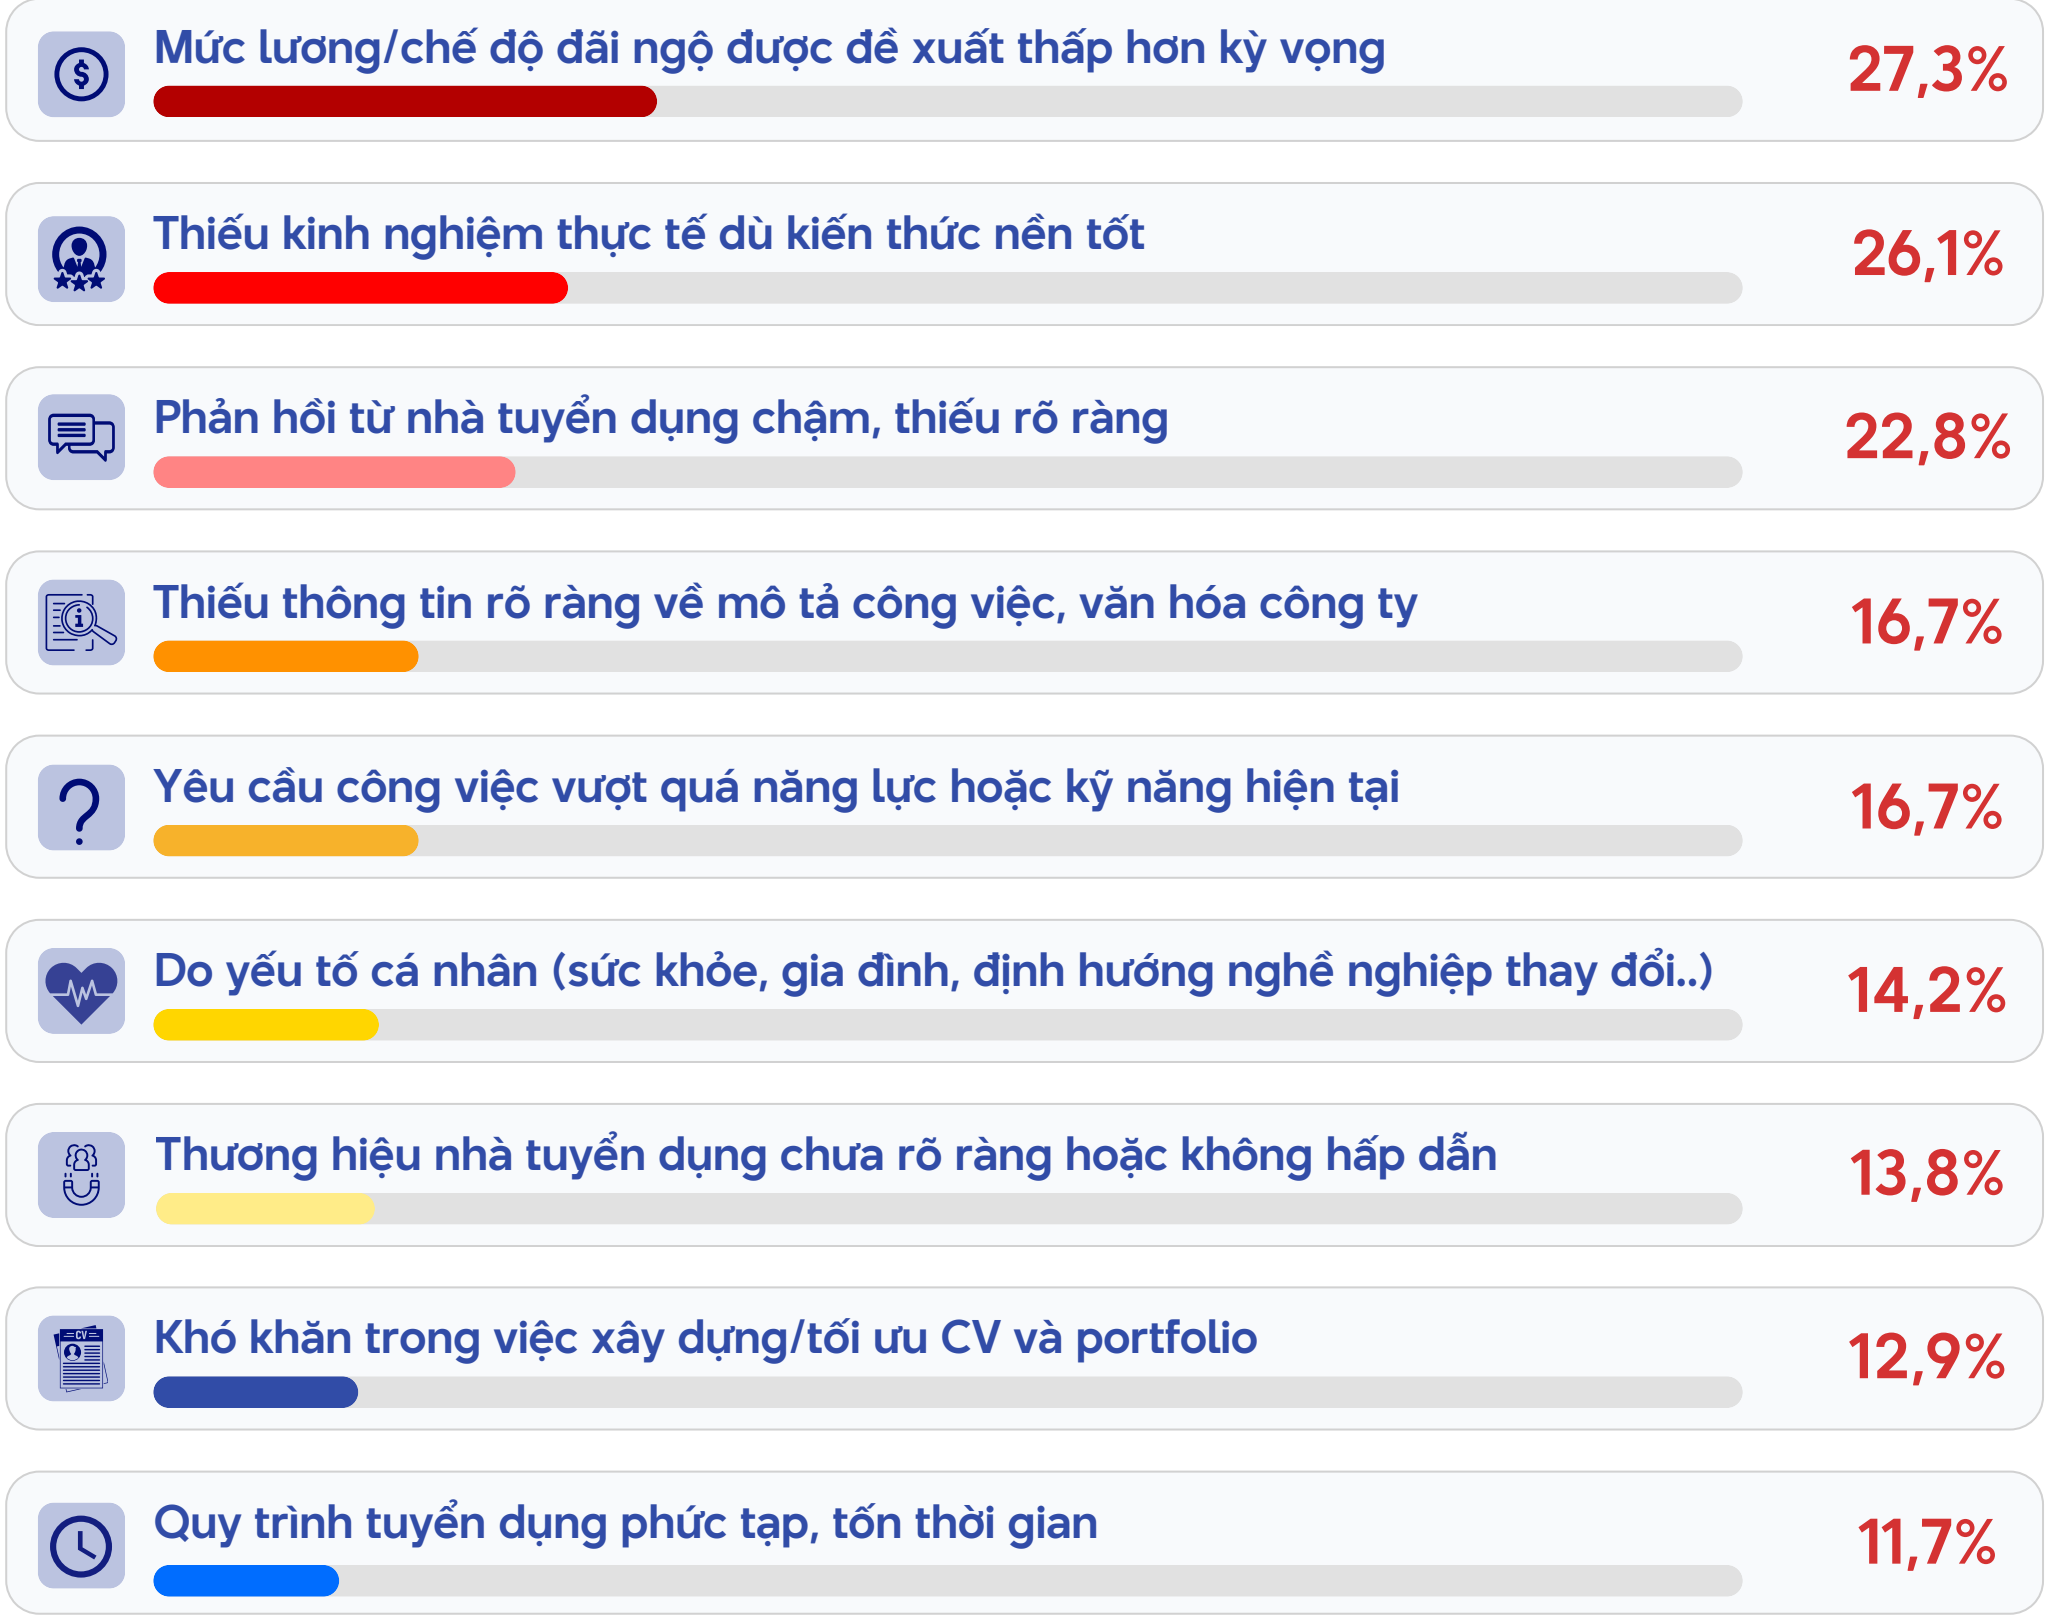 Mức lương/chế độ đãi ngộ được đề xuất thấp hơn kỳ vọng
27,3%
Thiếu kinh nghiệm thực tế dù kiến thức nền tốt
26,1%
Phản hồi từ nhà tuyển dụng chậm, thiếu rõ ràng
22,8%
Thiếu thông tin rõ ràng về mô tả công việc, văn hóa công ty
16,7%
Yêu cầu công việc vượt quá năng lực hoặc kỹ năng hiện tại
16,7%
Do yếu tố cá nhân (sức khỏe, gia đình, định hướng nghề nghiệp thay đổi..)
14,2%
Thương hiệu nhà tuyển dụng chưa rõ ràng hoặc không hấp dẫn
13,8%
CV
Khó khăn trong việc xây dựng/tối ưu CV và portfolio
12,9%
Quy trình tuyển dụng phức tạp, tốn thời gian
11,7%